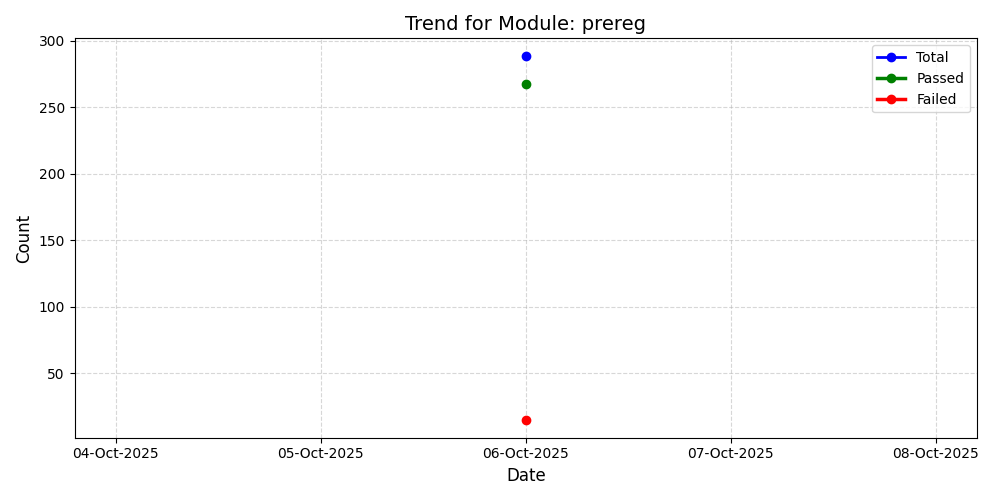 Trend for Module: prereg
Total
Passed
Failed
Count
300
250
200
150
100
50
04-Oct-2025
05-Oct-2025
06-Oct-2025
07-Oct-2025
08-Oct-2025
Date